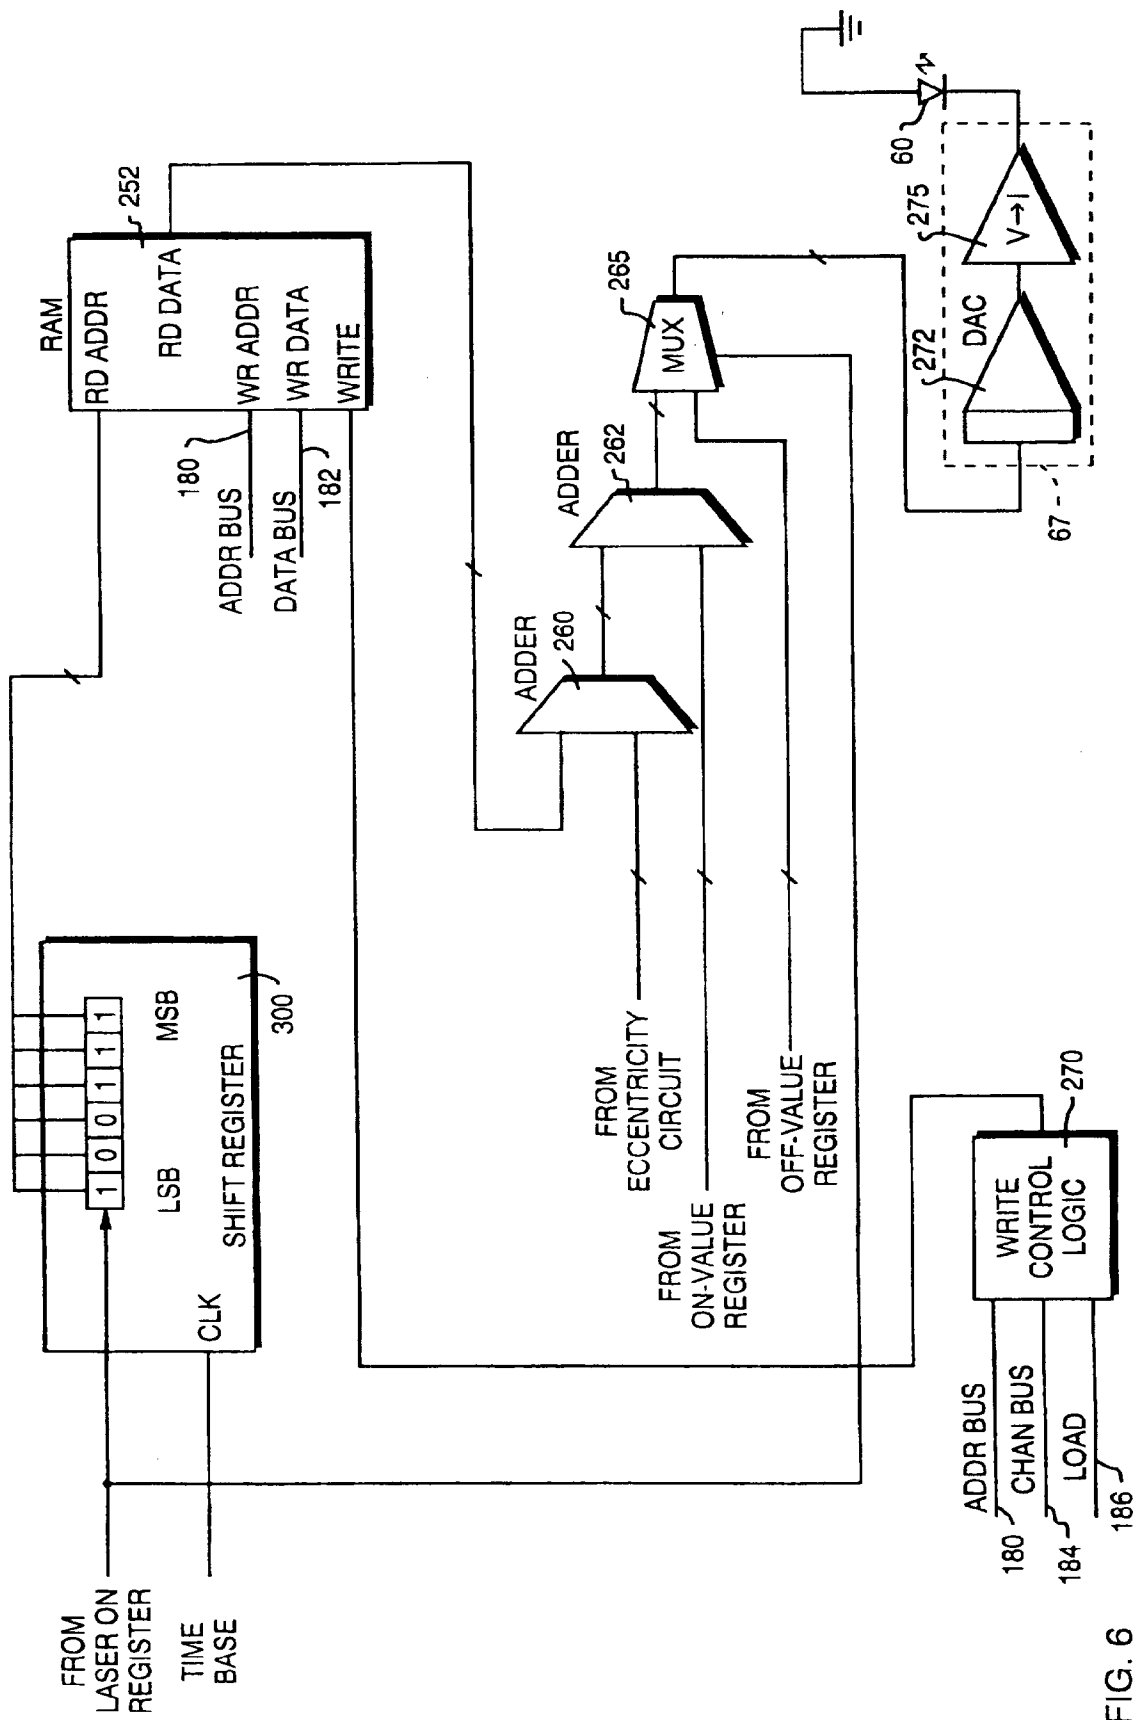 FROM
LASER ON
REGISTER
TIME
BASE
CLK
1 0 0 1 1 1
LSB
MSB
SHIFT REGISTER
300
RAM
RD ADDR
252
RD DATA
WR ADDR
WR DATA
WRITE
180
ADDR BUS
DATA BUS
182
ADDER
260
ADDER
262
MUX
265
FROM
ECCENTRICITY
CIRCUIT
FROM
ON-VALUE
REGISTER
FROM
OFF-VALUE
REGISTER
ADDR BUS
180
CHAN BUS
184
LOAD
186
WRITE
CONTROL
LOGIC
270
67
272
DAC
275
V→I
60
FIG. 6